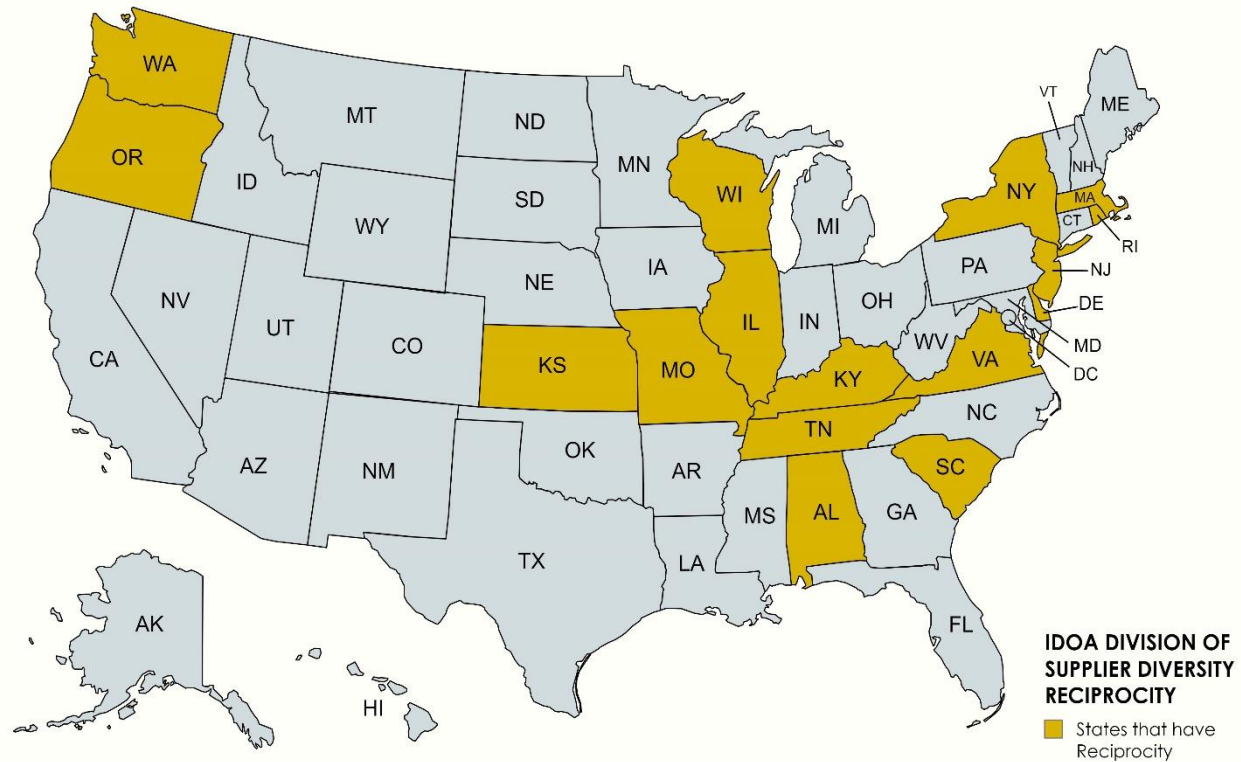 WA
MT
ND
MN
VT
ME
OR
ID
SD
WI
NH
NY
MA
WY
MI
CT
RI
IA
PA
NJ
NE
OH
DE
NV
UT
IL
IN
CO
WV
MD
CA
KS
MO
KY
VA
DC
TN
NC
OK
AZ
NM
AR
SC
MS
AL
GA
TX
LA
AK
FL
HI
IDOA DIVISION OF
SUPPLIER DIVERSITY
RECIPROCITY
States that have
Reciprocity